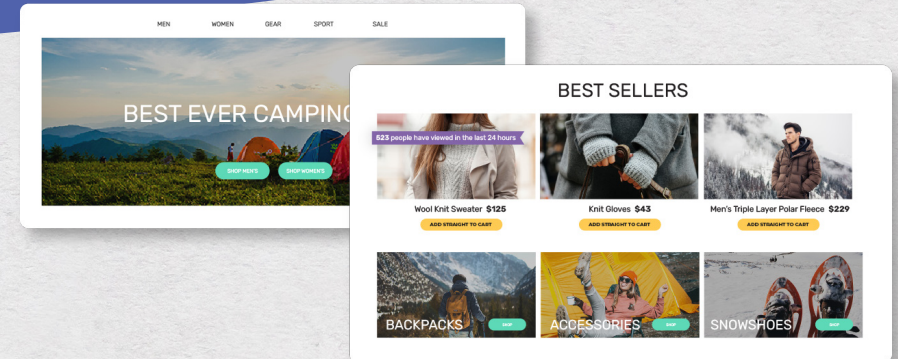 MEN WOMEN GEAR SPORT SALE
BEST EVER CAMPING
SHOP MEN'S SHOP WOMEN'S
BEST SELLERS
523 people have viewed in the last 24 hours
Wool Knit Sweater $125
Knit Gloves $43
Men's Triple Layer Polar Fleece $229
ADD STRAIGHT TO CART
ADD STRAIGHT TO CART
ADD STRAIGHT TO CART
BACKPACKS SHOP
ACCESSORIES SHOP
SNOWSHOES SHOP